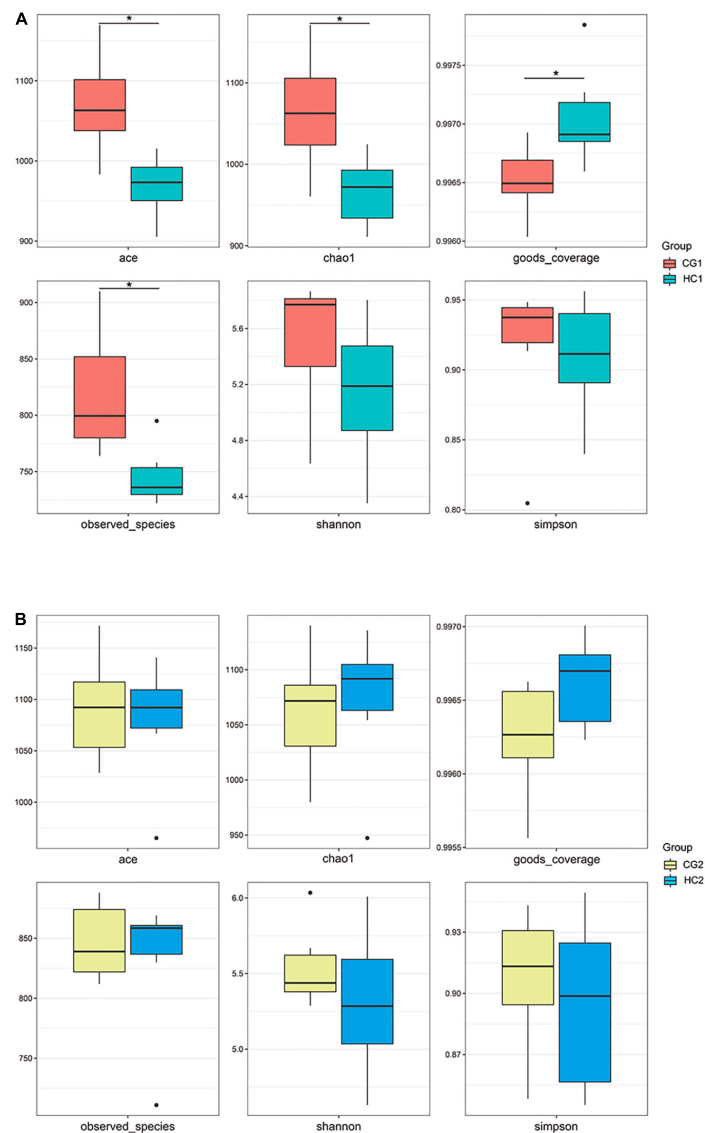 A
*
1100
1000
900
ace
*
1100
1000
900
chao1
*
0.9975
0.9970
0.9965
0.9960
goods_coverage
Group
CG1
HC1
*
900
850
800
750
observed_species
5.6
5.2
4.8
4.4
shannon
0.95
0.90
0.85
0.80
simpson
B
1150
1100
1050
1000
ace
1100
1050
1000
950
chao1
0.9970
0.9965
0.9960
0.9955
goods_coverage
Group
CG2
HC2
850
800
750
observed_species
6.0
5.5
5.0
shannon
0.93
0.90
0.87
simpson